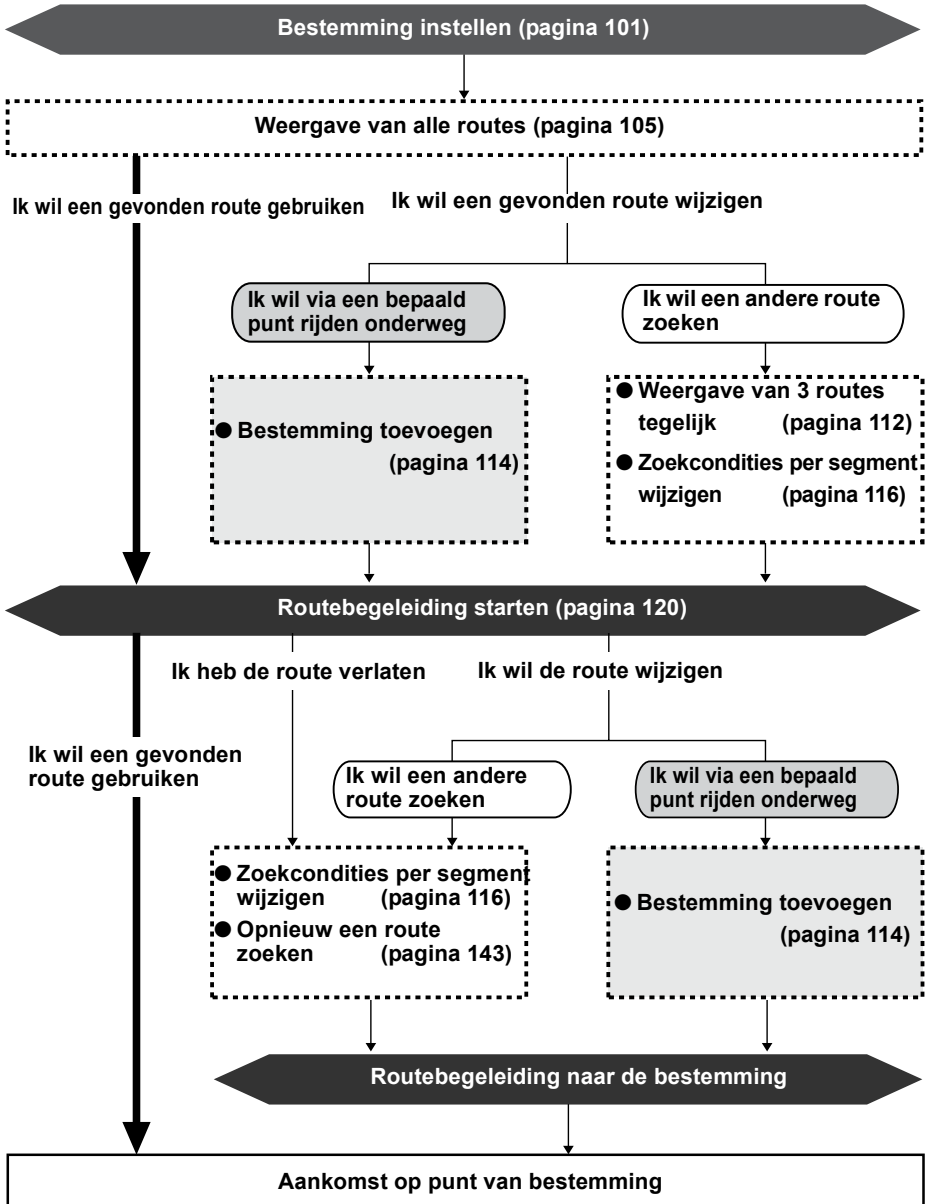 Bestemming instellen (pagina 101)
Weergave van alle routes (pagina 105)
Ik wil een gevonden route gebruiken
Ik wil een gevonden route wijzigen
Ik wil via een bepaald
punt rijden onderweg
Ik wil een andere route
zoeken
● Bestemming toevoegen
(pagina 114)
● Weergave van 3 routes
tegelijk (pagina 112)
● Zoekcondities per segment
wijzigen (pagina 116)
Routebegeleiding starten (pagina 120)
Ik heb de route verlaten
Ik wil de route wijzigen
Ik wil een gevonden
route gebruiken
Ik wil een andere
route zoeken
Ik wil via een bepaald
punt rijden onderweg
● Zoekcondities per segment
wijzigen (pagina 116)
● Opnieuw een route
zoeken (pagina 143)
● Bestemming toevoegen
(pagina 114)
Routebegeleiding naar de bestemming
Aankomst op punt van bestemming